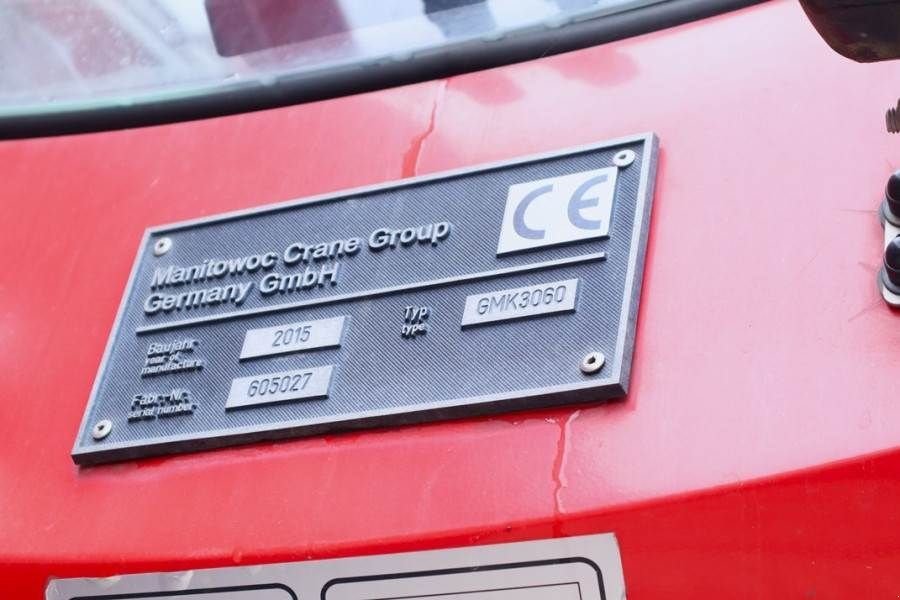 Manitowoc Crane Group
Germany GmbH
CE
Baujahr
year of
manufacture
2015
Typ
type
GMK3060
Fabr.-Nr.
serial number
605027